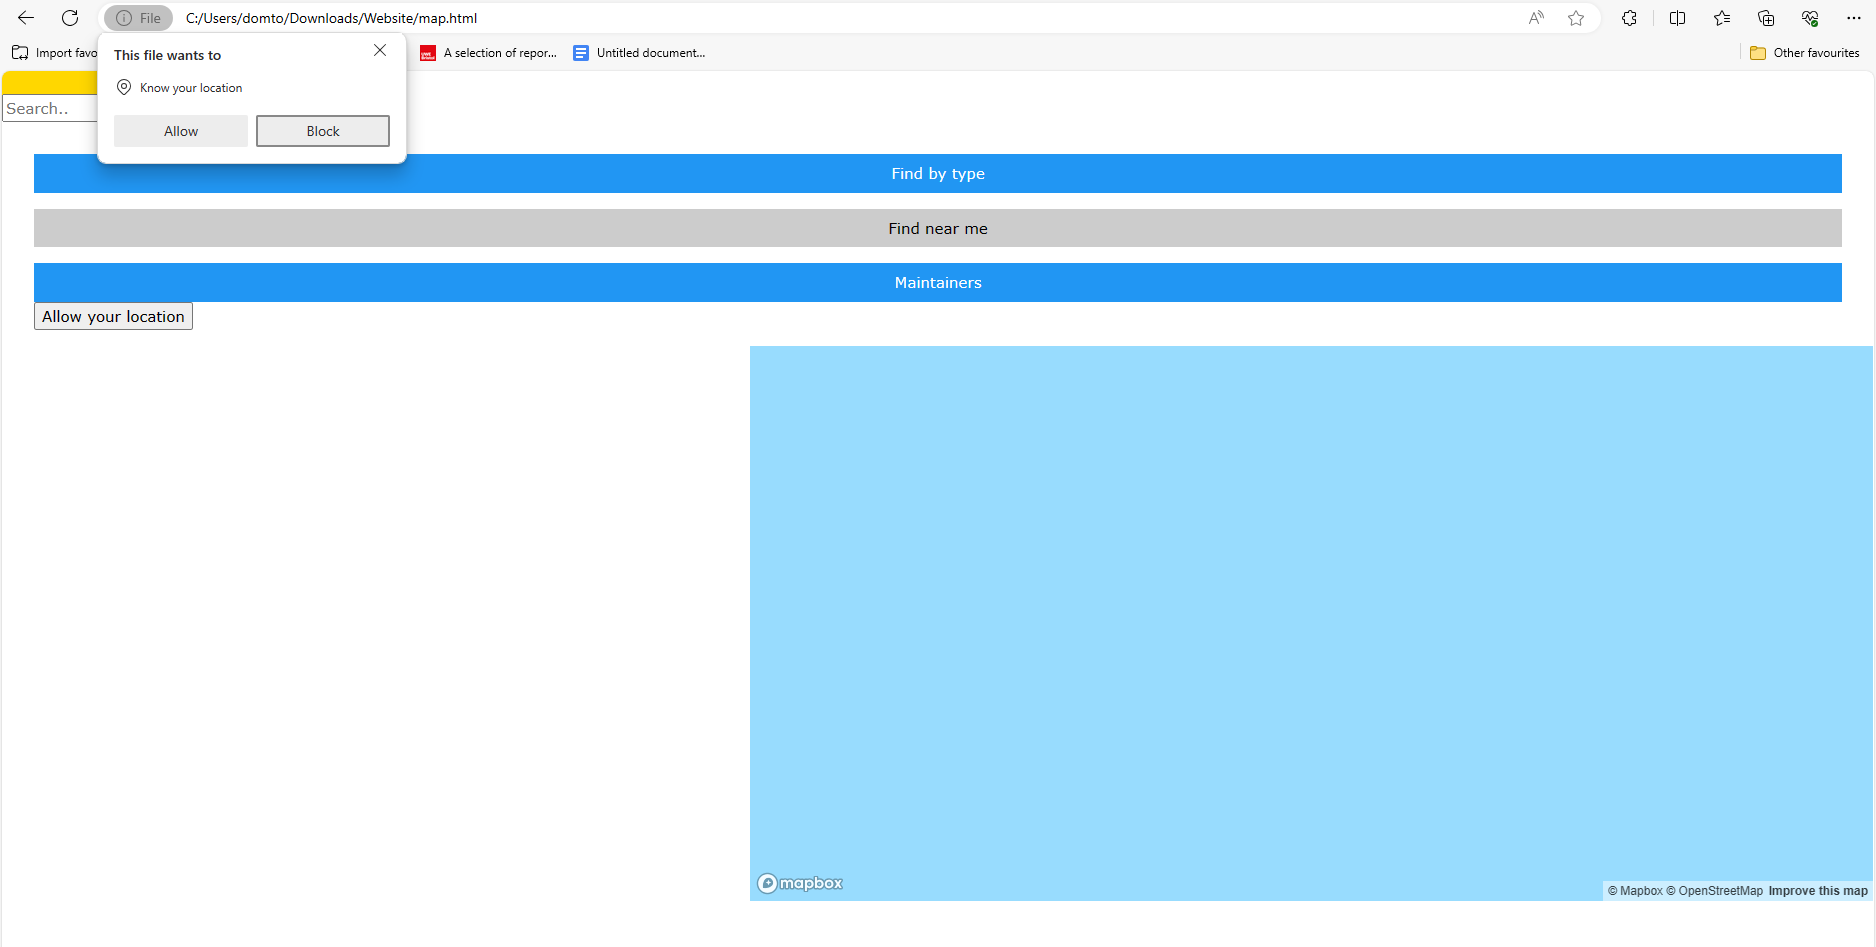 File C:/Users/domto/Downloads/Website/map.html
Import favo
A selection of repor...
Untitled document...
Other favourites
This file wants to
Know your location
Allow
Block
Search..
Find by type
Find near me
Maintainers
Allow your location
mapbox
© Mapbox © OpenStreetMap Improve this map